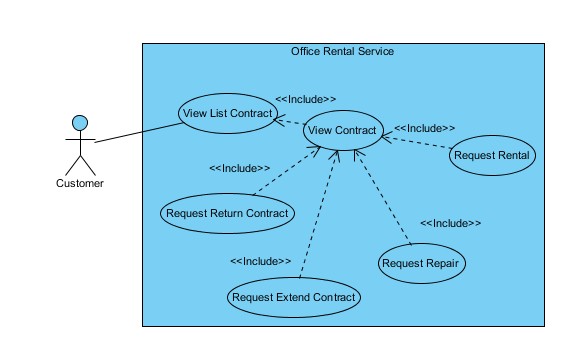 Office Rental Service
<<Include>>
View List Contract
View Contract
<<Include>>
Request Rental
Customer
<<Include>>
Request Return Contract
<<Include>>
<<Include>>
Request Repair
Request Extend Contract